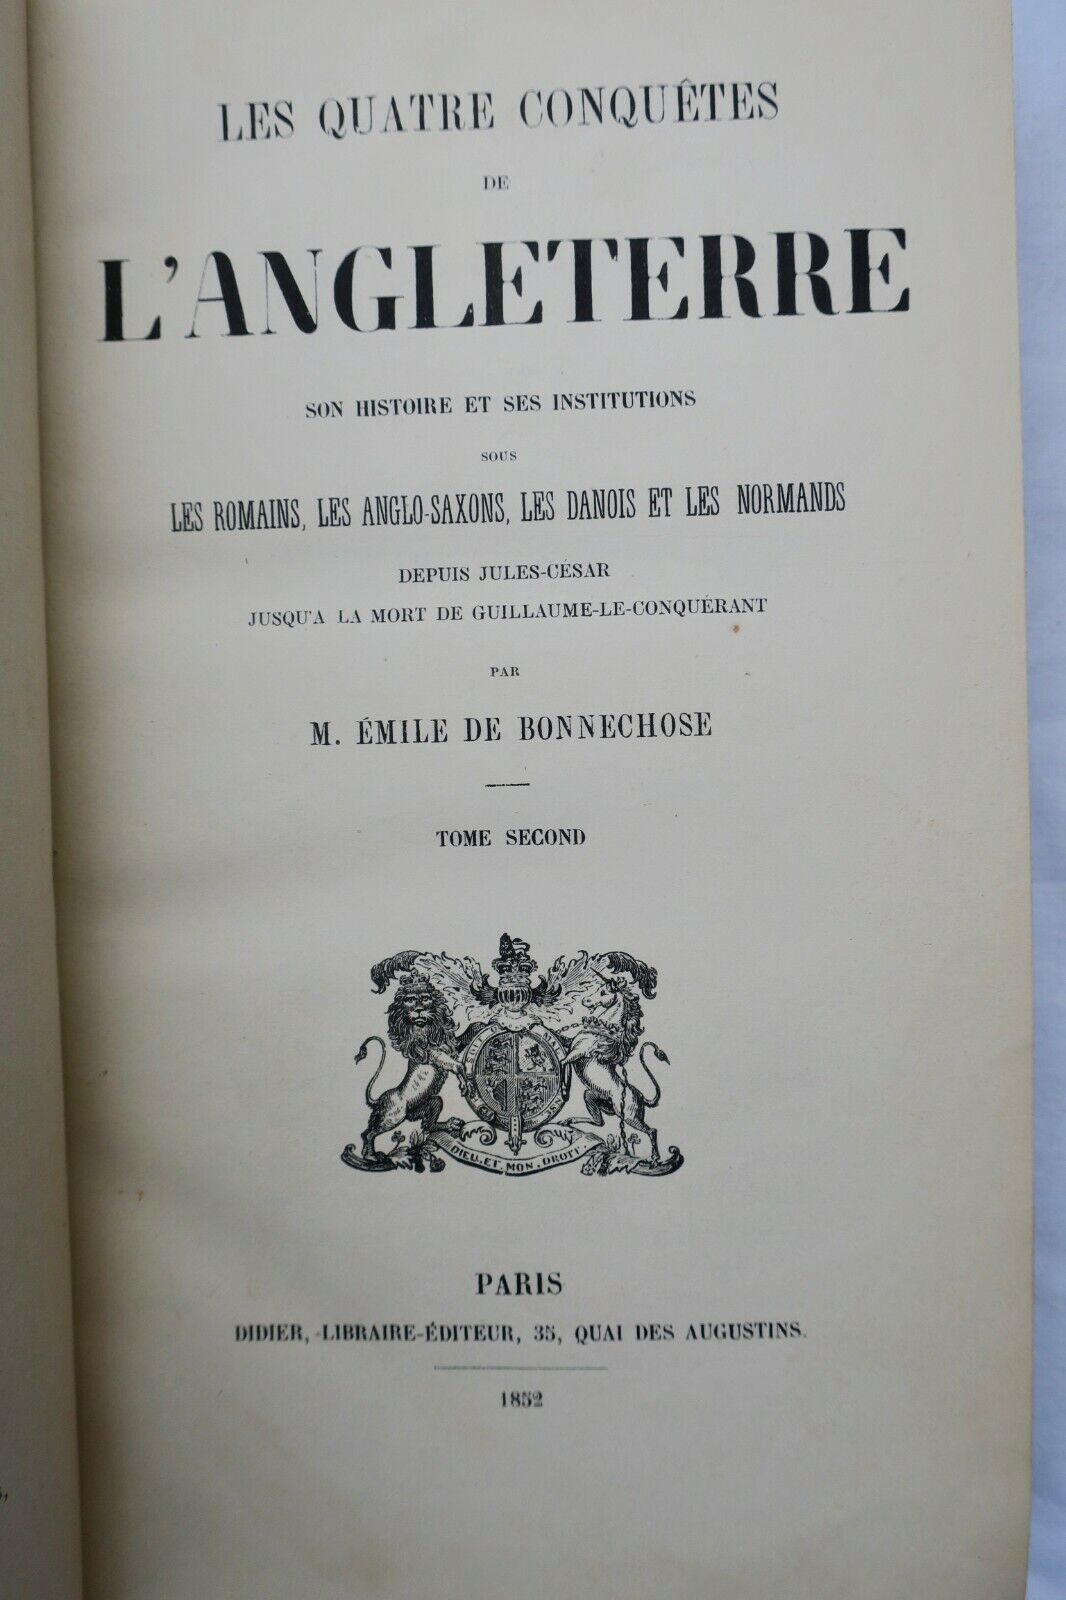 LES QUATRE CONQUÊTES
DE
L'ANGLETERRE
SON HISTOIRE ET SES INSTITUTIONS
SOUS
LES ROMAINS, LES ANGLO-SAXONS, LES DANOIS ET LES NORMANDS
DEPUIS JULES-CÉSAR
JUSQU'A LA MORT DE GUILLAUME-LE-CONQUÉRANT
PAR
M. ÉMILE DE BONNECHOSE
TOME SECOND
DIEU.ET.MON.DROIT.
PARIS
DIDIER, LIBRAIRE-ÉDITEUR, 35, QUAI DES AUGUSTINS.
1852